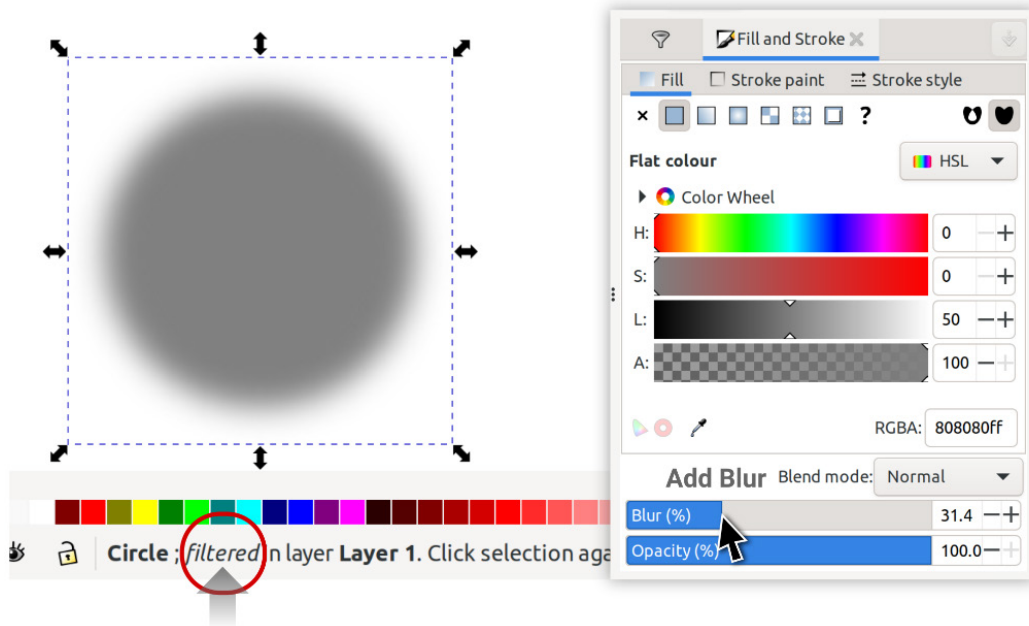 Fill and Stroke
Fill Stroke paint Stroke style
?
Flat colour HSL
Color Wheel
H: 0
S: 0
L: 50
A: 100
RGBA: 808080ff
Add Blur Blend mode: Normal
Blur (%) 31.4
Opacity (%) 100.0
Circle ; filtered in layer Layer 1. Click selection aga